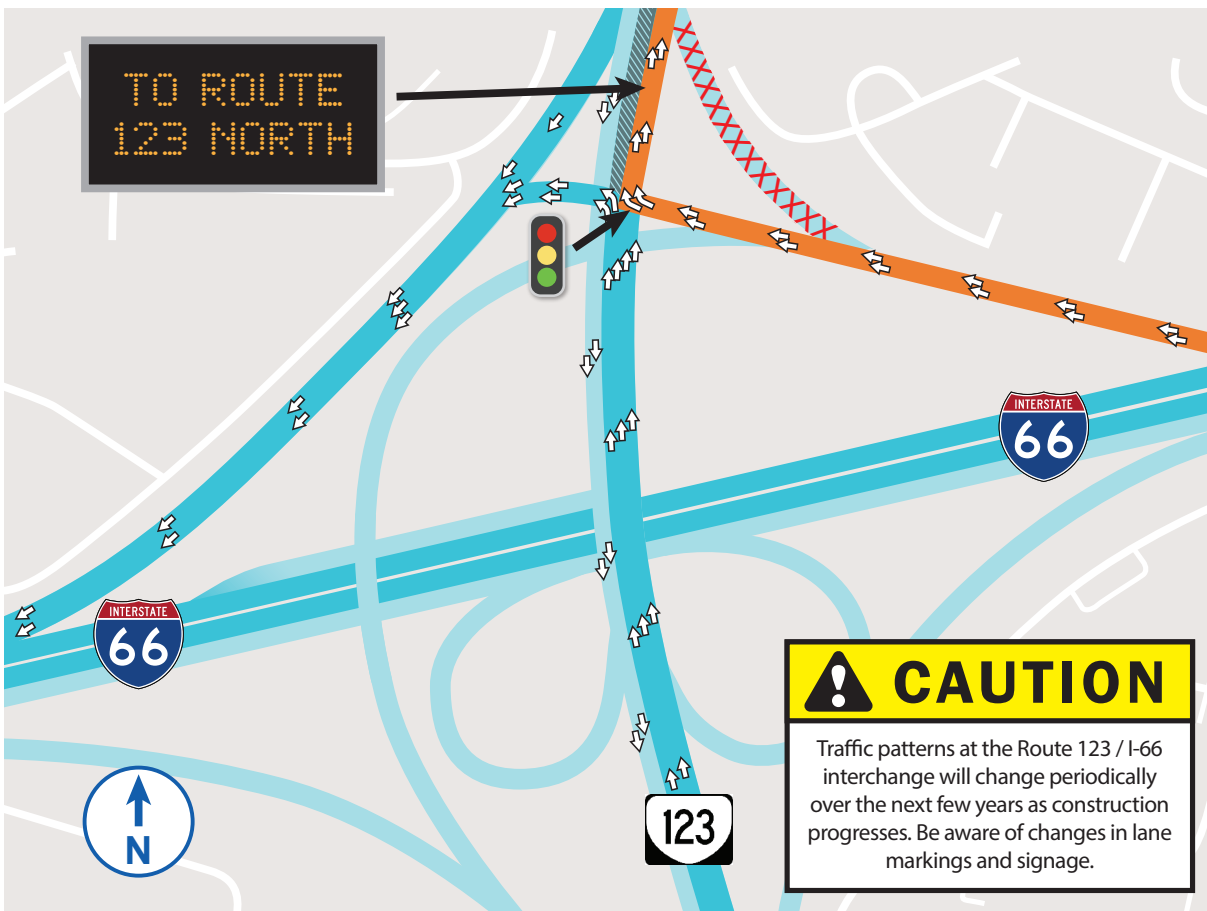 TO ROUTE
123 NORTH
INTERSTATE
66
INTERSTATE
66
CAUTION
Traffic patterns at the Route 123 / I-66
interchange will change periodically
over the next few years as construction
progresses. Be aware of changes in lane
markings and signage.
N
123